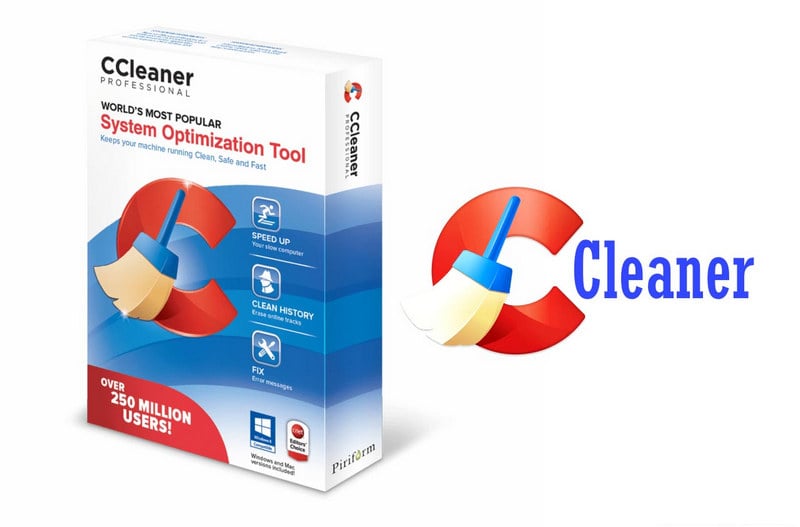 CCleaner
PROFESSIONAL
WORLD'S MOST POPULAR
System Optimization Tool
Keeps your machine running Clean, Safe and Fast
SPEED UP
Your slow computer
CLEAN HISTORY
Erase online tracks
FIX
Error messages
OVER
250 MILLION
USERS!
Windows 8
Compatible
cnet
Editors'
Choice
Windows and Mac
versions included!
CCleaner
PROFESSIONAL
Piriform
Cleaner